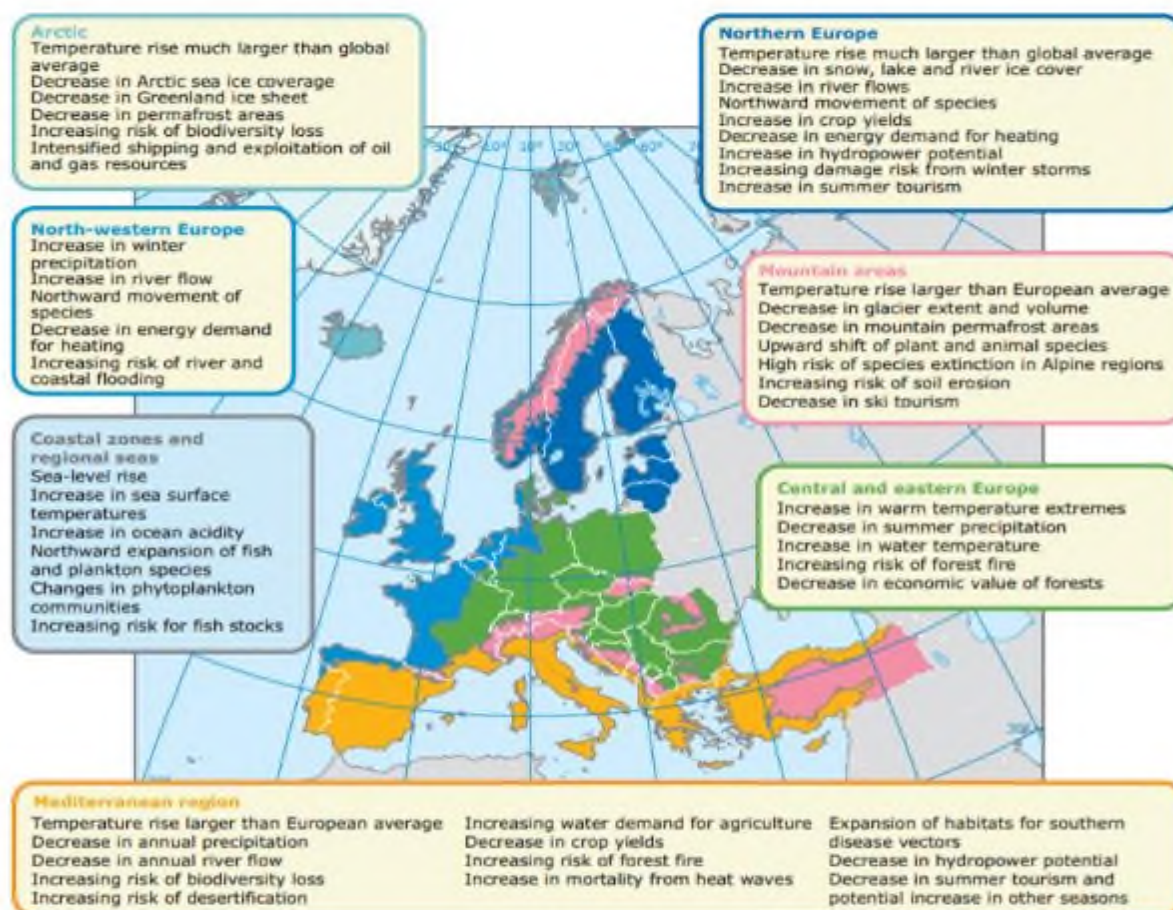 Arctic
Temperature rise much larger than global
average
Decrease in Arctic sea ice coverage
Decrease in Greenland ice sheet
Decrease in permafrost areas
Increasing risk of biodiversity loss
Intensified shipping and exploitation of oil
and gas resources
Northern Europe
Temperature rise much larger than global average
Decrease in snow, lake and river ice cover
Increase in river flows
Northward movement of species
Increase in crop yields
Decrease in energy demand for heating
Increase in hydropower potential
Increasing damage risk from winter storms
Increase in summer tourism
10° 20° 60°
North-western Europe
Increase in winter
precipitation
Increase in river flow
Northward movement of
species
Decrease in energy demand
for heating
Increasing risk of river and
coastal flooding
Mountain areas
Temperature rise larger than European average
Decrease in glacier extent and volume
Decrease in mountain permafrost areas
Upward shift of plant and animal species
High risk of species extinction in Alpine regions
Increasing risk of soil erosion
Decrease in ski tourism
Coastal zones and
regional seas
Sea-level rise
Increase in sea surface
temperatures
Increase in ocean acidity
Northward expansion of fish
and plankton species
Changes in phytoplankton
communities
Increasing risk for fish stocks
Central and eastern Europe
Increase in warm temperature extremes
Decrease in summer precipitation
Increase in water temperature
Increasing risk of forest fire
Decrease in economic value of forests
Mediterranean region
Temperature rise larger than European average
Decrease in annual precipitation
Decrease in annual river flow
Increasing risk of biodiversity loss
Increasing risk of desertification
Increasing water demand for agriculture
Decrease in crop yields
Increasing risk of forest fire
Increase in mortality from heat waves
Expansion of habitats for southern
disease vectors
Decrease in hydropower potential
Decrease in summer tourism and
potential increase in other seasons